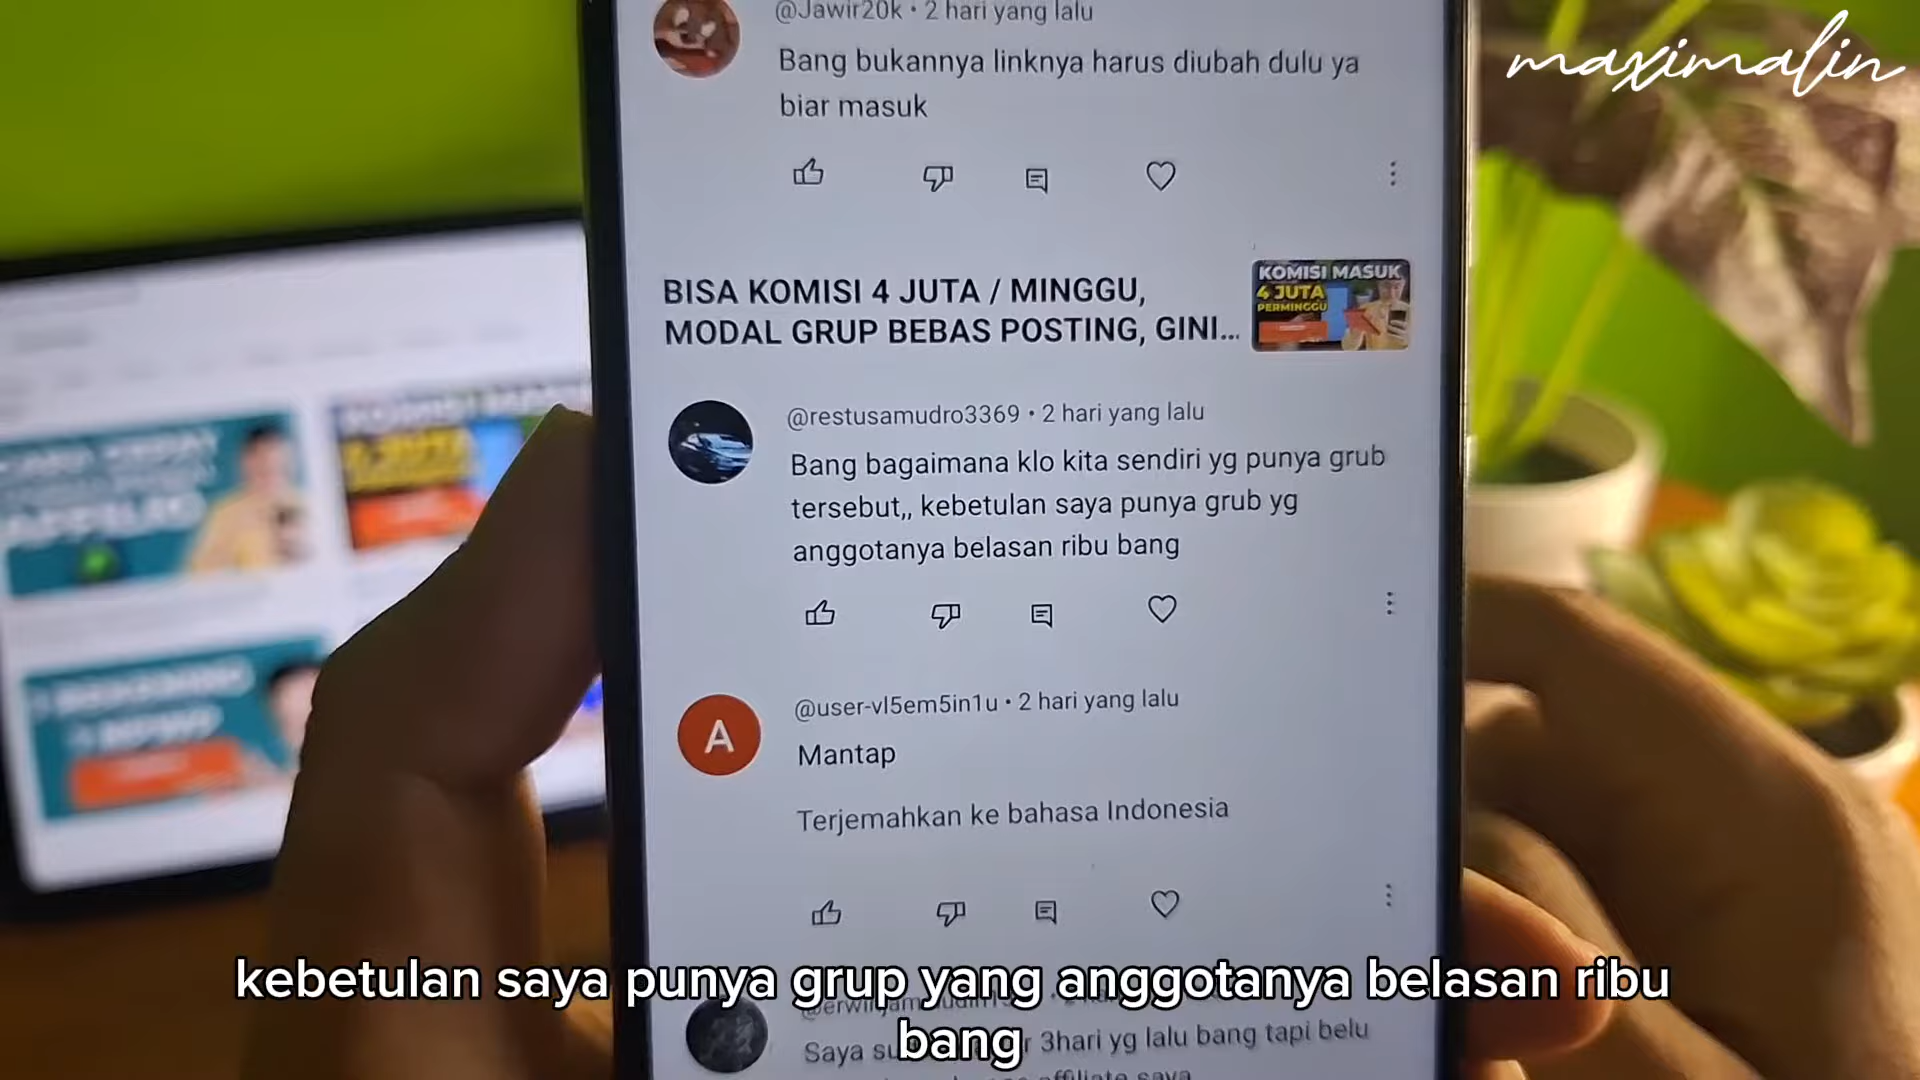 maximalin
@Jawir20k • 2 hari yang lalu
Bang bukannya linknya harus diubah dulu ya
biar masuk
BISA KOMISI 4 JUTA / MINGGU,
MODAL GRUP BEBAS POSTING, GINI...
KOMISI MASUK
4 JUTA
PERMINGGU
@restusamudro3369 • 2 hari yang lalu
Bang bagaimana klo kita sendiri yg punya grub
tersebut,, kebetulan saya punya grub yg
anggotanya belasan ribu bang
A
@user-vl5em5in1u • 2 hari yang lalu
Mantap
Terjemahkan ke bahasa Indonesia
kebetulan saya punya grup yang anggotanya belasan ribu
bang
Saya 3hari yg lalu bang tapi belu
affiliate saya